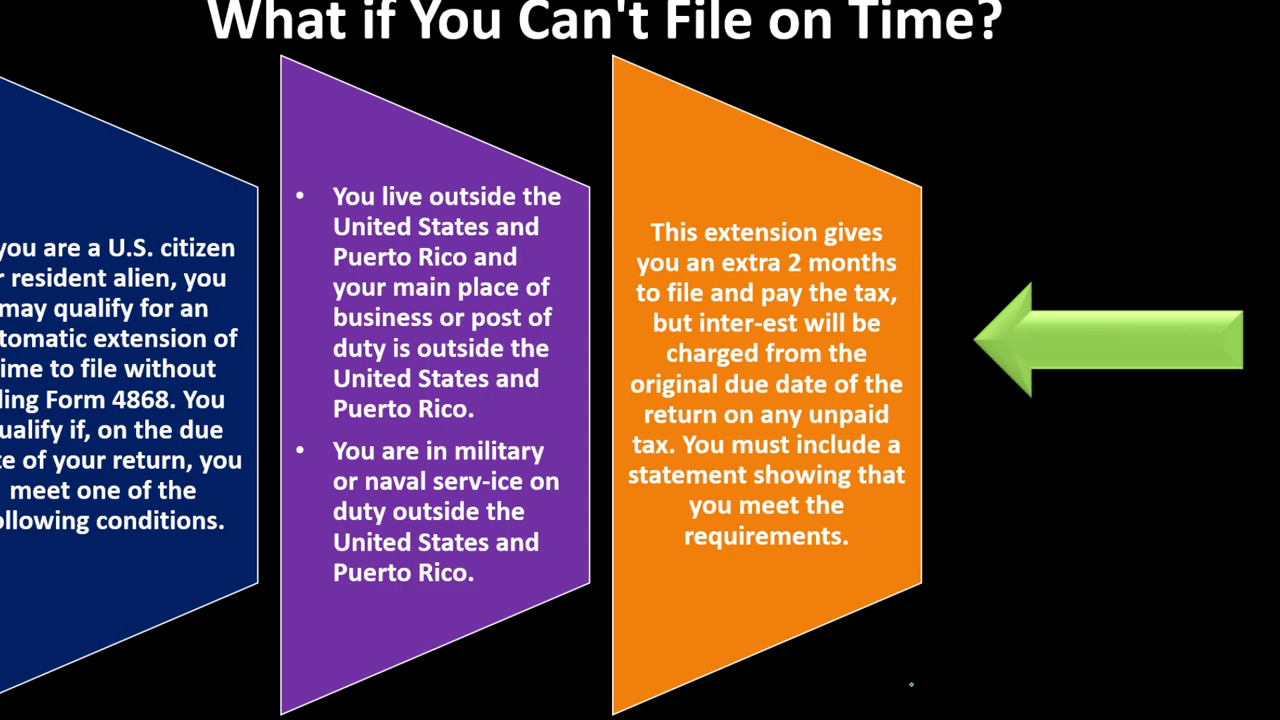 What if You Can't File on Time?
you are a U.S. citizen
resident alien, you
may qualify for an
extension of
to file without
Form 4868. You
if, on the due
of your return, you
meet one of the
conditions.
• You live outside the
United States and
Puerto Rico and
your main place of
business or post of
duty is outside the
United States and
Puerto Rico.
• You are in military
or naval serv-ice on
duty outside the
United States and
Puerto Rico.
This extension gives
you an extra 2 months
to file and pay the tax,
but inter-est will be
charged from the
original due date of the
return on any unpaid
tax. You must include a
statement showing that
you meet the
requirements.